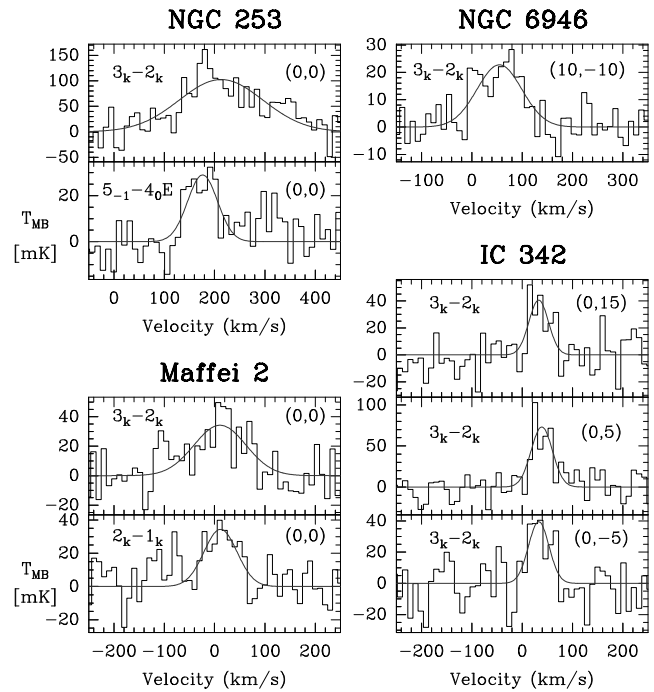 NGC 253
3k−2k (0,0)
150
100
50
0
−50
5−1−40E (0,0)
20
0
TMB
[mK]
0 100 200 300 400
Velocity (km/s)
Maffei 2
3k−2k (0,0)
40
20
0
−20
2k−1k (0,0)
40
20
0
−20
TMB
[mK]
−200 −100 0 100 200
Velocity (km/s)
NGC 6946
3k−2k (10,−10)
30
20
10
0
−10
−100 0 100 200 300
Velocity (km/s)
IC 342
3k−2k (0,15)
40
20
0
−20
3k−2k (0,5)
100
50
0
3k−2k (0,−5)
40
20
0
−20
−200 −100 0 100 200
Velocity (km/s)